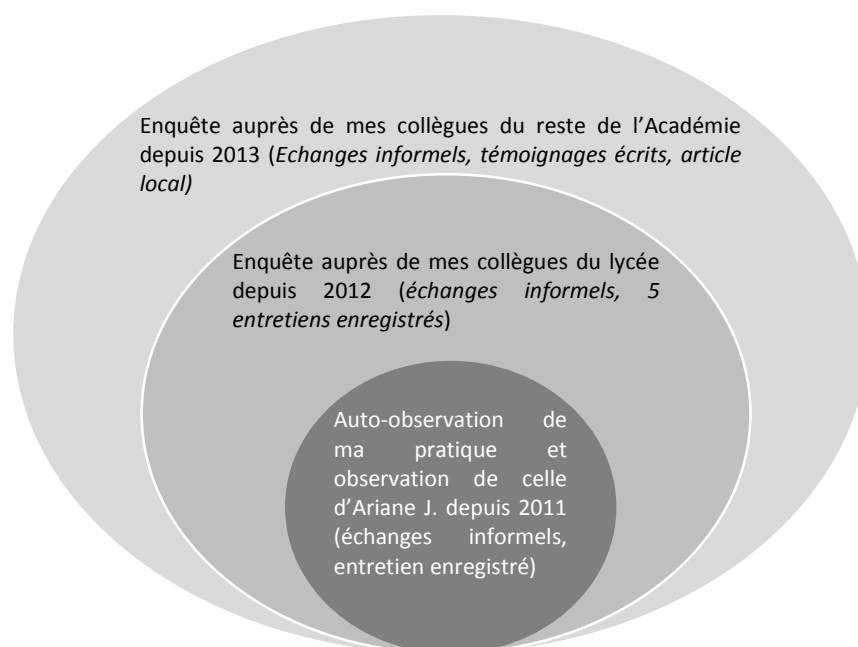 Enquête auprès de mes collègues du reste de l’Académie
depuis 2013 (Echanges informels, témoignages écrits, article
local)
Enquête auprès de mes collègues du lycée
depuis 2012 (échanges informels, 5
entretiens enregistrés)
Auto-observation de
ma pratique et
observation de celle
d’Ariane J. depuis 2011
(échanges informels,
entretien enregistré)